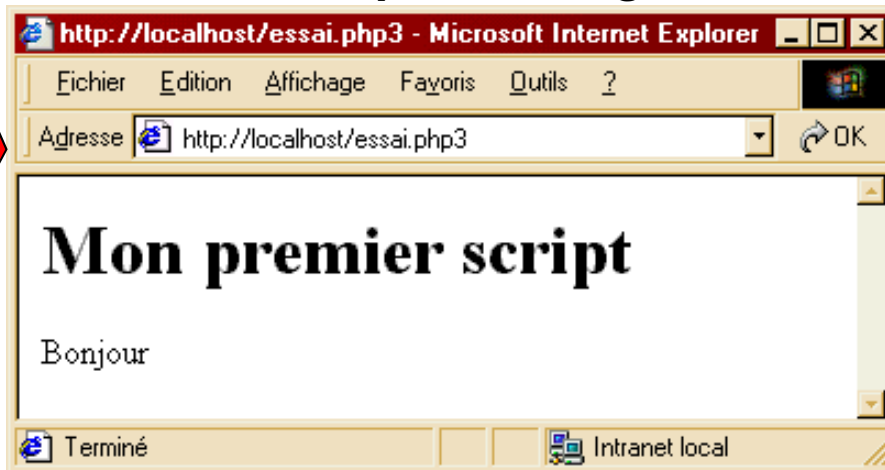 http://localhost/essai.php3 - Microsoft Internet Explorer
Fichier Edition Affichage Favoris Outils ?
Adresse http://localhost/essai.php3 OK
Mon premier script
Bonjour
Terminé Intranet local